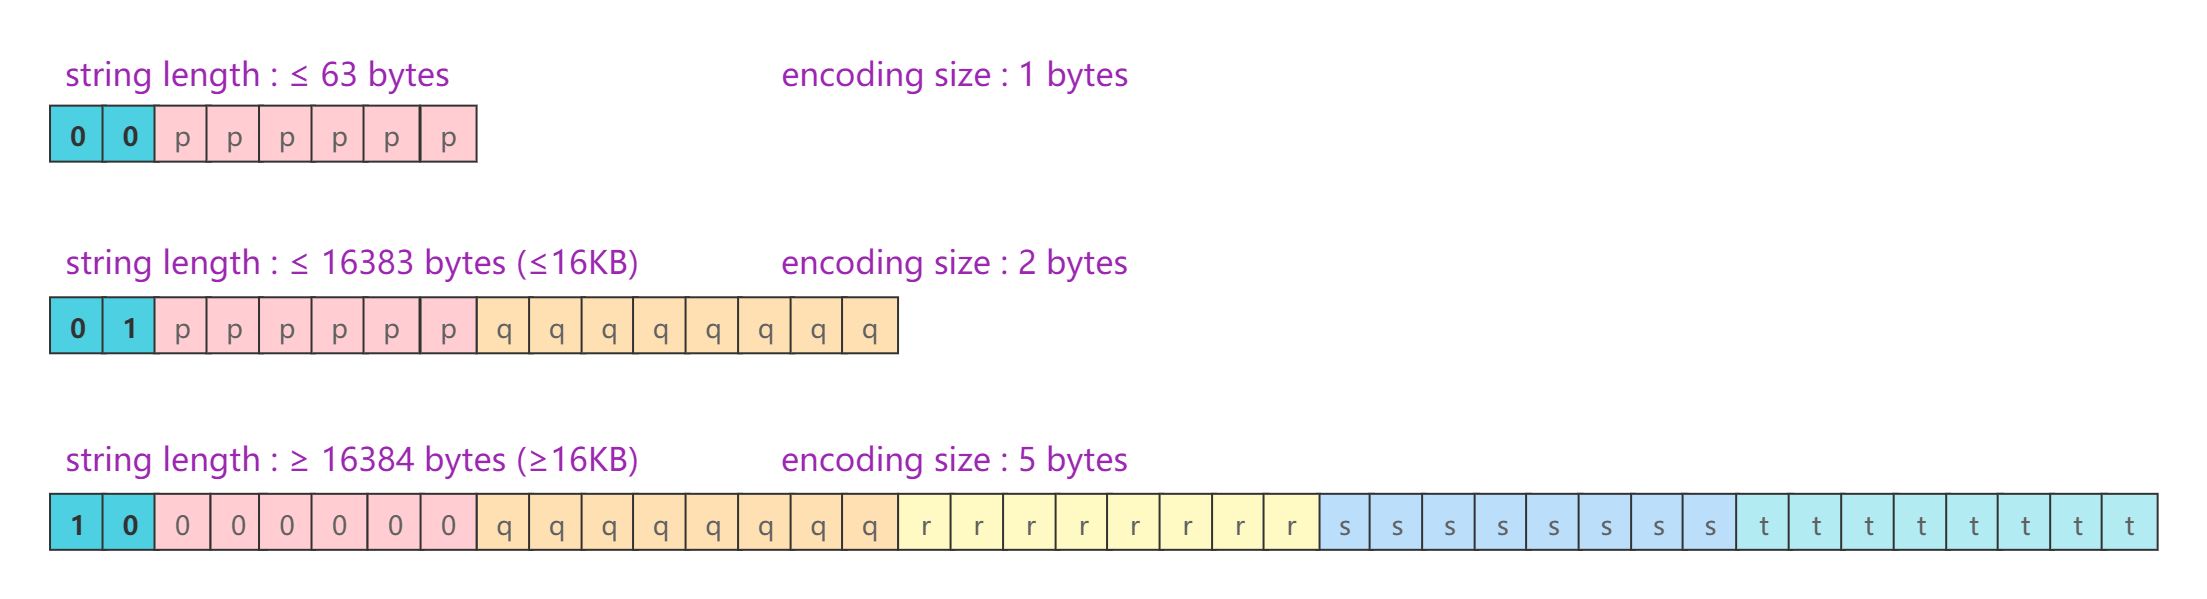 string length : ≤ 63 bytes encoding size : 1 bytes
0 0 p p p p p p
string length : ≤ 16383 bytes (≤16KB) encoding size : 2 bytes
0 1 p p p p p p q q q q q q q q
string length : ≥ 16384 bytes (≥16KB) encoding size : 5 bytes
1 0 0 0 0 0 0 0 q q q q q q q q r r r r r r r r s s s s s s s s t t t t t t t t